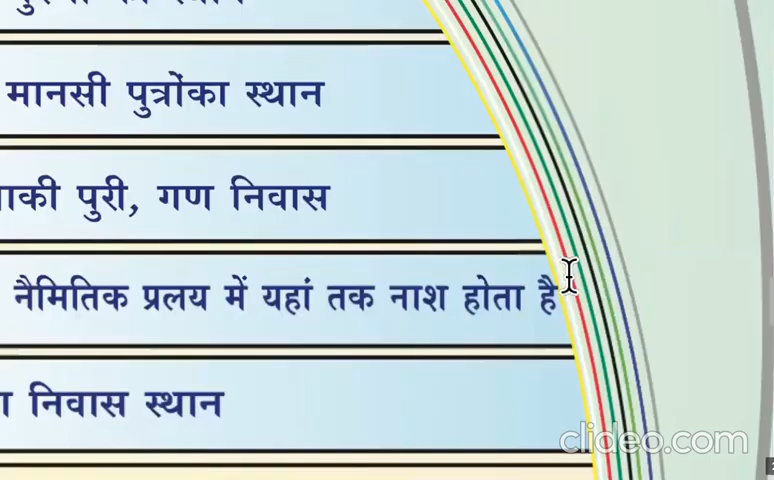 मानसी पुत्रोंका स्थान
पुरी, गण निवास
नैमितिक प्रलय में यहां तक नाश होता है
निवास स्थान
clideo.com